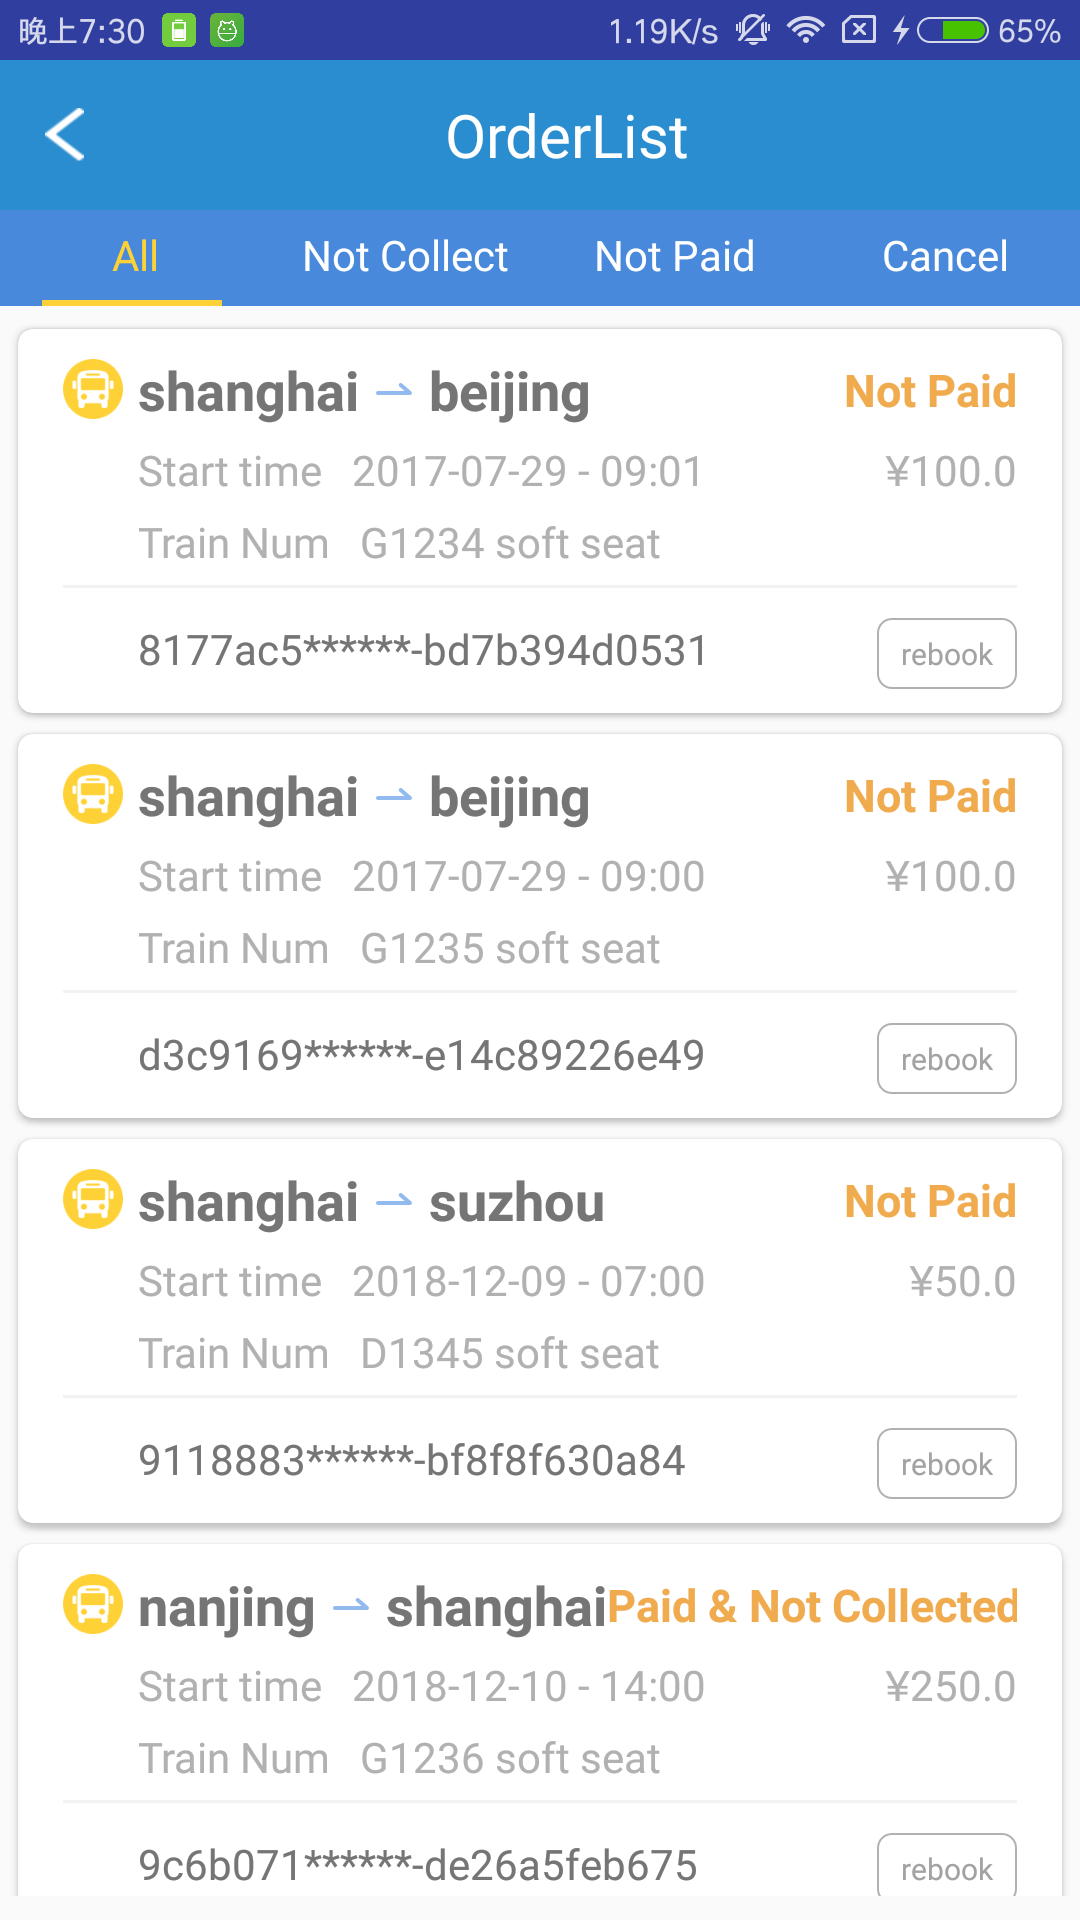 晚上7:30 1.19K/s 65%
OrderList
All Not Collect Not Paid Cancel
shanghai beijing Not Paid
Start time 2017-07-29 - 09:01 ¥100.0
Train Num G1234 soft seat
8177ac5******-bd7b394d0531 rebook
shanghai beijing Not Paid
Start time 2017-07-29 - 09:00 ¥100.0
Train Num G1235 soft seat
d3c9169******-e14c89226e49 rebook
shanghai suzhou Not Paid
Start time 2018-12-09 - 07:00 ¥50.0
Train Num D1345 soft seat
9118883******-bf8f8f630a84 rebook
nanjing shanghai Paid & Not Collected
Start time 2018-12-10 - 14:00 ¥250.0
Train Num G1236 soft seat
9c6b071******-de26a5feb675 rebook